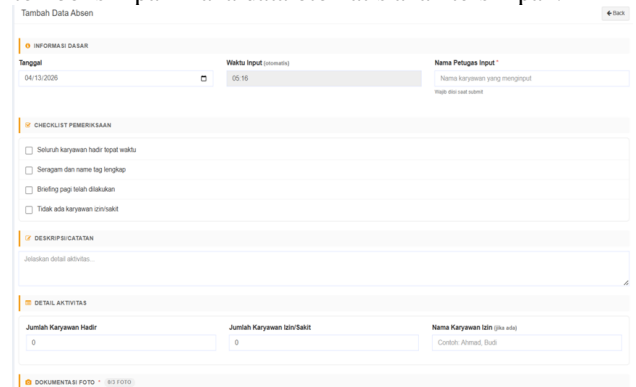 Tambah Data Absen
Back
INFORMASI DASAR
Tanggal
Waktu Input (otomatis)
Nama Petugas Input *
04/13/2026
05:16
Nama karyawan yang menginput
Wajib diisi saat submit
CHECKLIST PEMERIKSAAN
Seluruh karyawan hadir tepat waktu
Seragam dan name tag lengkap
Briefing pagi telah dilakukan
Tidak ada karyawan izin/sakit
DESKRIPSI/CATATAN
Jelaskan detail aktivitas...
DETAIL AKTIVITAS
Jumlah Karyawan Hadir
Jumlah Karyawan Izin/Sakit
Nama Karyawan Izin (jika ada)
0
0
Contoh: Ahmad, Budi
DOKUMENTASI FOTO * 0/3 FOTO